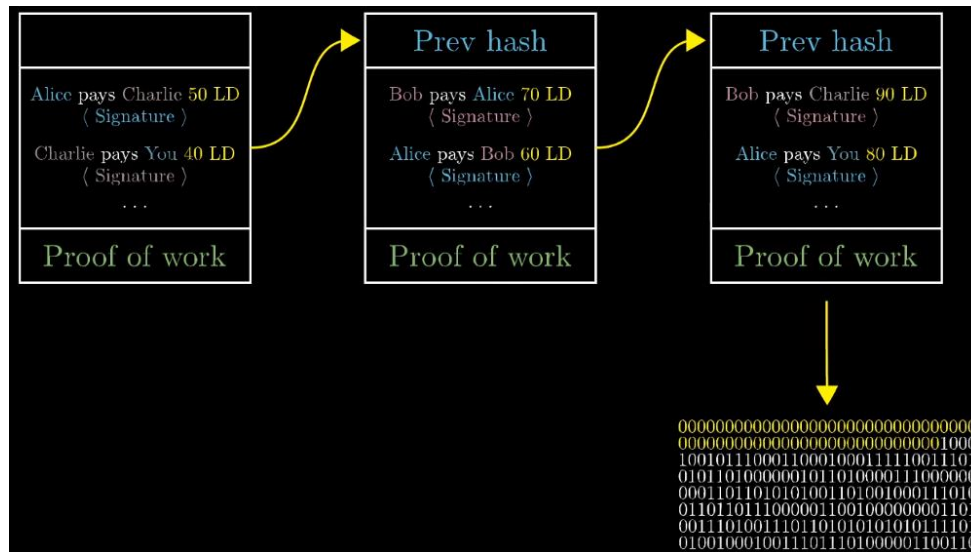 Alice pays Charlie 50 LD
⟨ Signature ⟩
Charlie pays You 40 LD
⟨ Signature ⟩
. . .
Proof of work
Prev hash
Bob pays Alice 70 LD
⟨ Signature ⟩
Alice pays Bob 60 LD
⟨ Signature ⟩
. . .
Proof of work
Prev hash
Bob pays Charlie 90 LD
⟨ Signature ⟩
Alice pays You 80 LD
⟨ Signature ⟩
. . .
Proof of work